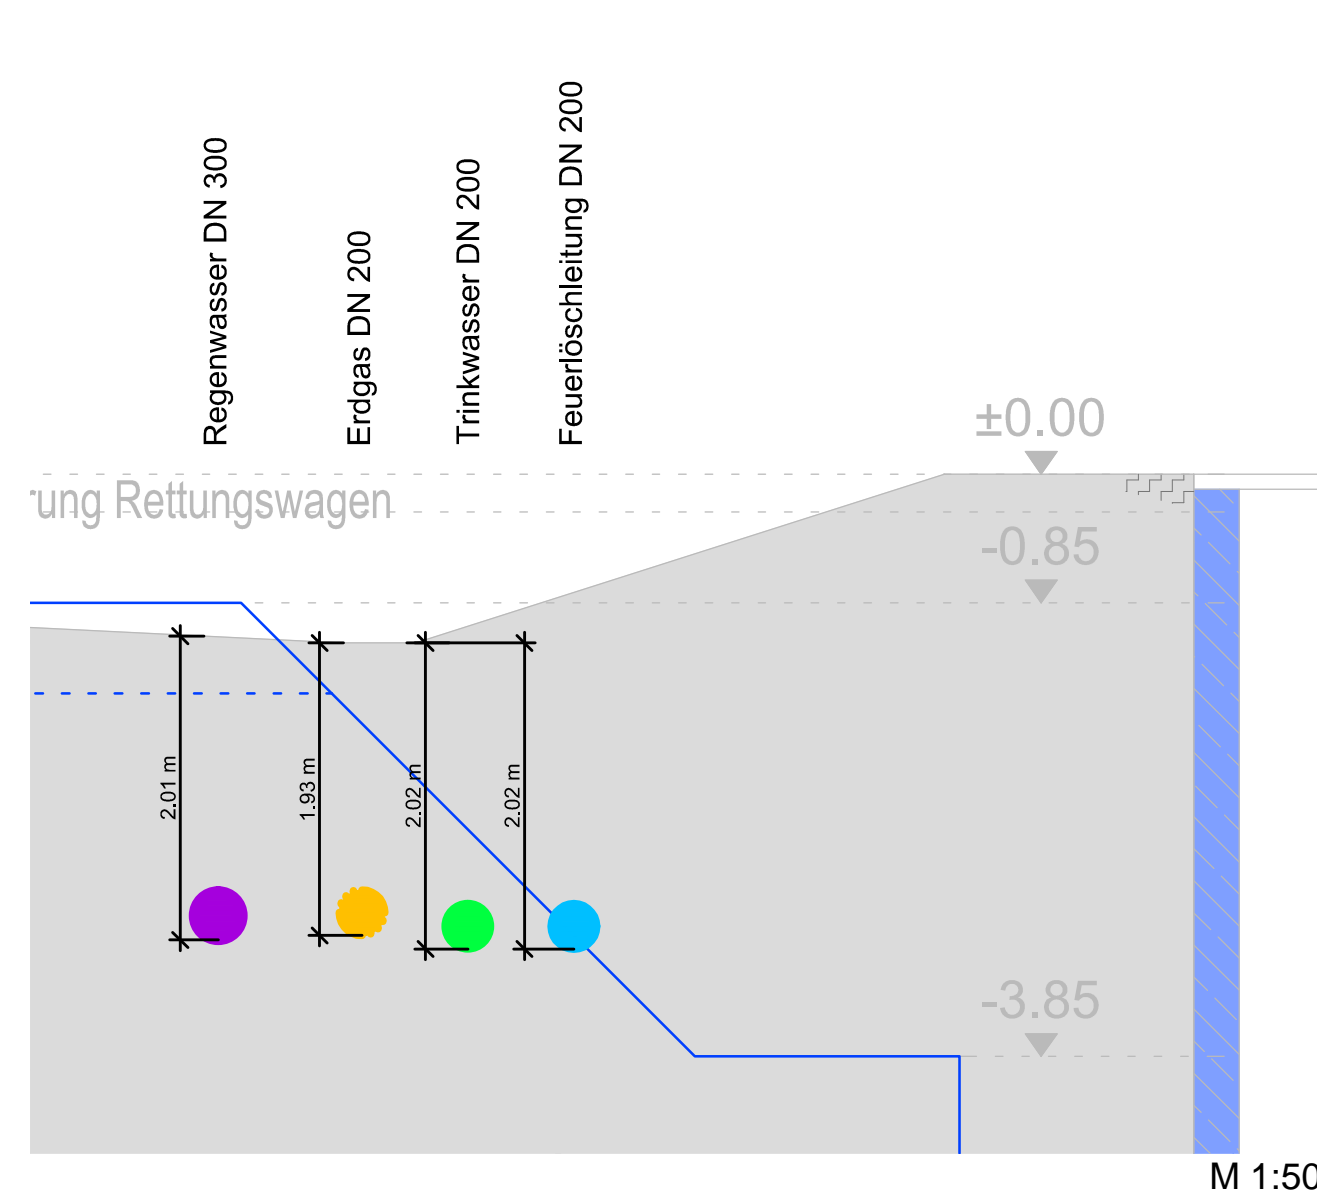 Regenwasser DN 300
Erdgas DN 200
Trinkwasser DN 200
Feuerlöschleitung DN 200
±0.00
rung Rettungswagen
-0.85
2.01 m
1.93 m
2.02 m
2.02 m
-3.85
M 1:50